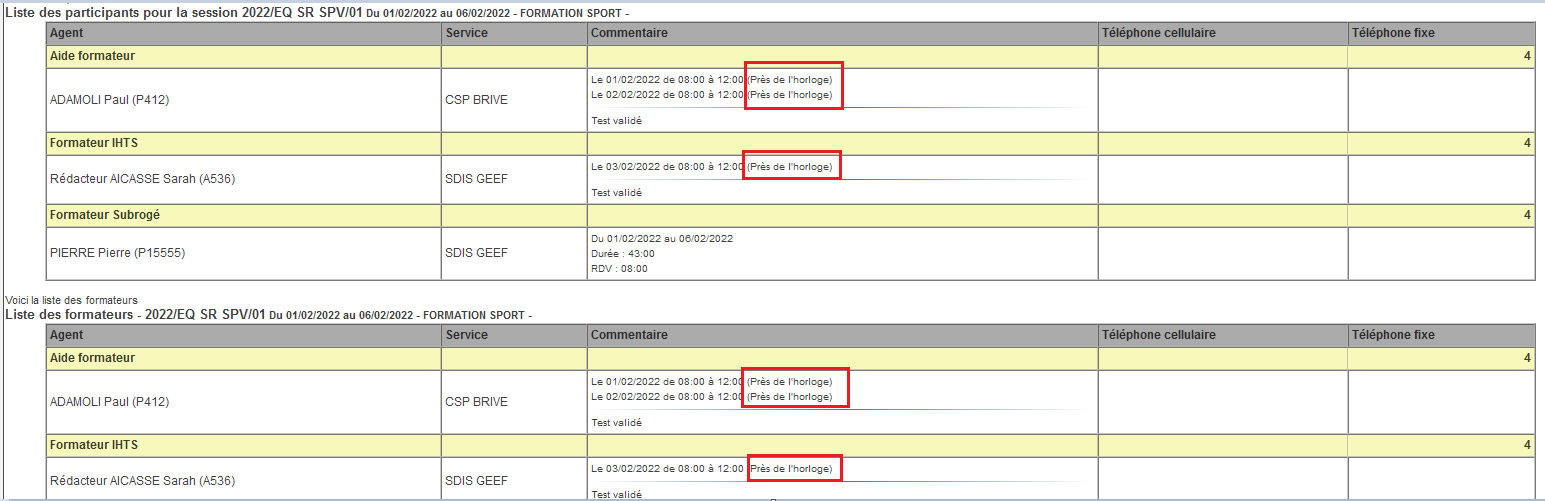 Liste des participants pour la session 2022/EQ SR SPV/01 Du 01/02/2022 au 06/02/2022 - FORMATION SPORT -
Agent Service Commentaire Téléphone cellulaire Téléphone fixe
Aide formateur 4
ADAMOLI Paul (P412) CSP BRIVE
Le 01/02/2022 de 08:00 à 12:00 (Près de l'horloge)
Le 02/02/2022 de 08:00 à 12:00 (Près de l'horloge)
Test validé
Formateur IHTS 4
Rédacteur AICASSE Sarah (A536) SDIS GEEF
Le 03/02/2022 de 08:00 à 12:00 (Près de l'horloge)
Test validé
Formateur Subrogé 4
PIERRE Pierre (P15555) SDIS GEEF
Du 01/02/2022 au 06/02/2022
Durée : 43:00
RDV : 08:00
Voici la liste des formateurs
Liste des formateurs - 2022/EQ SR SPV/01 Du 01/02/2022 au 06/02/2022 - FORMATION SPORT -
Agent Service Commentaire Téléphone cellulaire Téléphone fixe
Aide formateur 4
ADAMOLI Paul (P412) CSP BRIVE
Le 01/02/2022 de 08:00 à 12:00 (Près de l'horloge)
Le 02/02/2022 de 08:00 à 12:00 (Près de l'horloge)
Test validé
Formateur IHTS 4
Rédacteur AICASSE Sarah (A536) SDIS GEEF
Le 03/02/2022 de 08:00 à 12:00 (Près de l'horloge)
Test validé